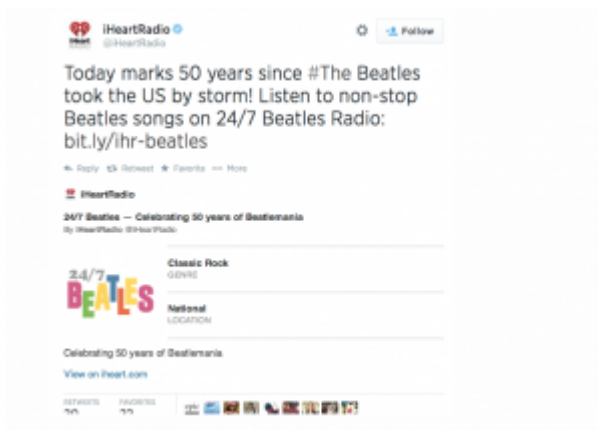 iHeartRadio
@iHeartRadio
Follow
Today marks 50 years since #The Beatles
took the US by storm! Listen to non-stop
Beatles songs on 24/7 Beatles Radio:
bit.ly/ihr-beatles
Reply Retweet Favorite More
iHeartRadio
24/7 Beatles — Celebrating 50 years of Beatlemania
By iHeartRadio @iHeartRadio
24/7
BEATLES
Classic Rock
GENRE
National
LOCATION
Celebrating 50 years of Beatlemania
View on iheart.com
RETWEETS FAVORITES